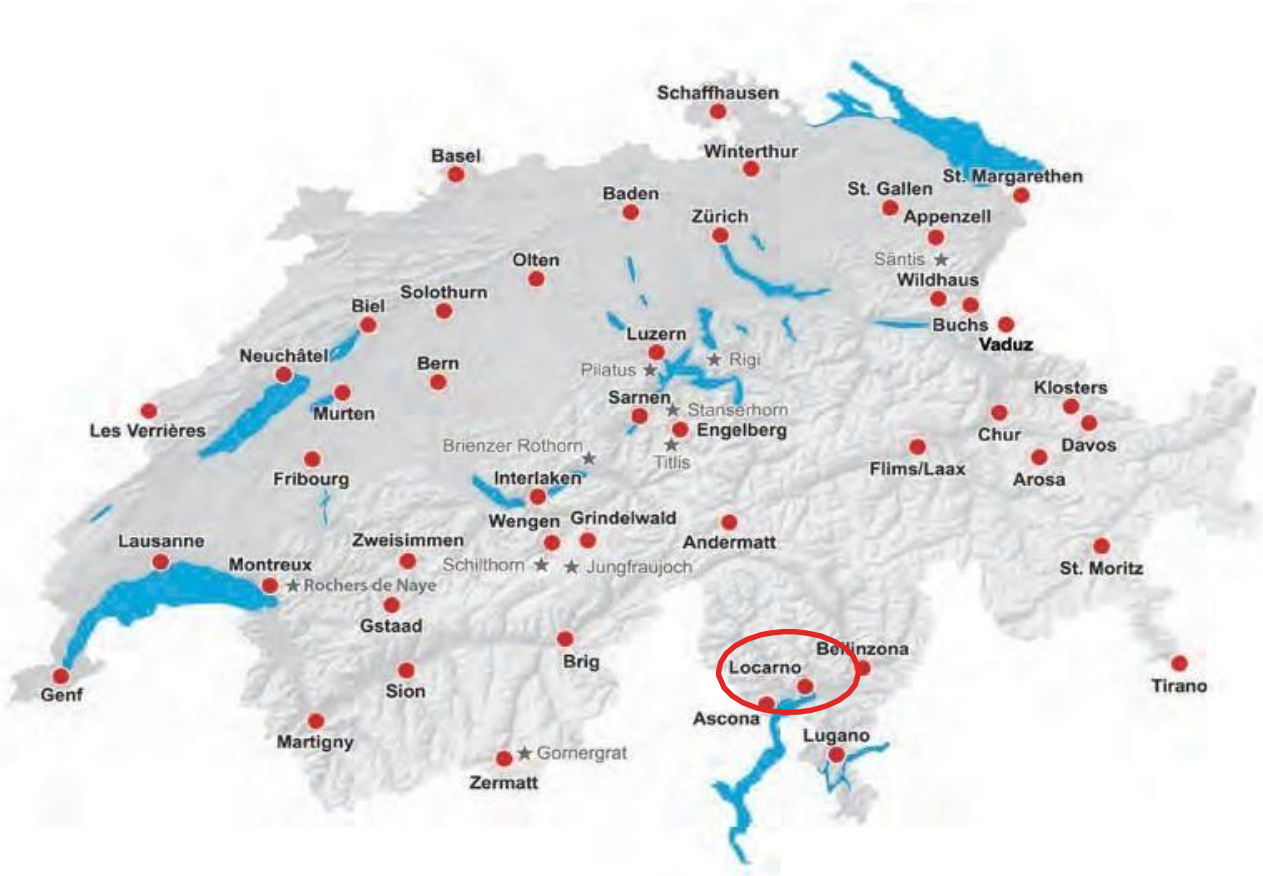 Schaffhausen
Basel
Winterthur
St. Margarethen
St. Gallen
Baden
Zürich
Appenzell
Säntis
Olten
Wildhaus
Solothurn
Biel
Buchs
Luzern
Vaduz
Neuchâtel
Bern
Rigi
Pilatus
Klosters
Sarnen
Stanserhorn
Murten
Les Verrières
Engelberg
Chur
Davos
Brienzer Rothorn
Titlis
Flims/Laax
Fribourg
Interlaken
Arosa
Wengen
Grindelwald
Lausanne
Zweisimmen
Andermatt
Montreux
Schilthorn
Jungfraujoch
St. Moritz
Rochers de Naye
Gstaad
Bellinzona
Brig
Locarno
Genf
Sion
Tirano
Ascona
Martigny
Lugano
Gornergrat
Zermatt